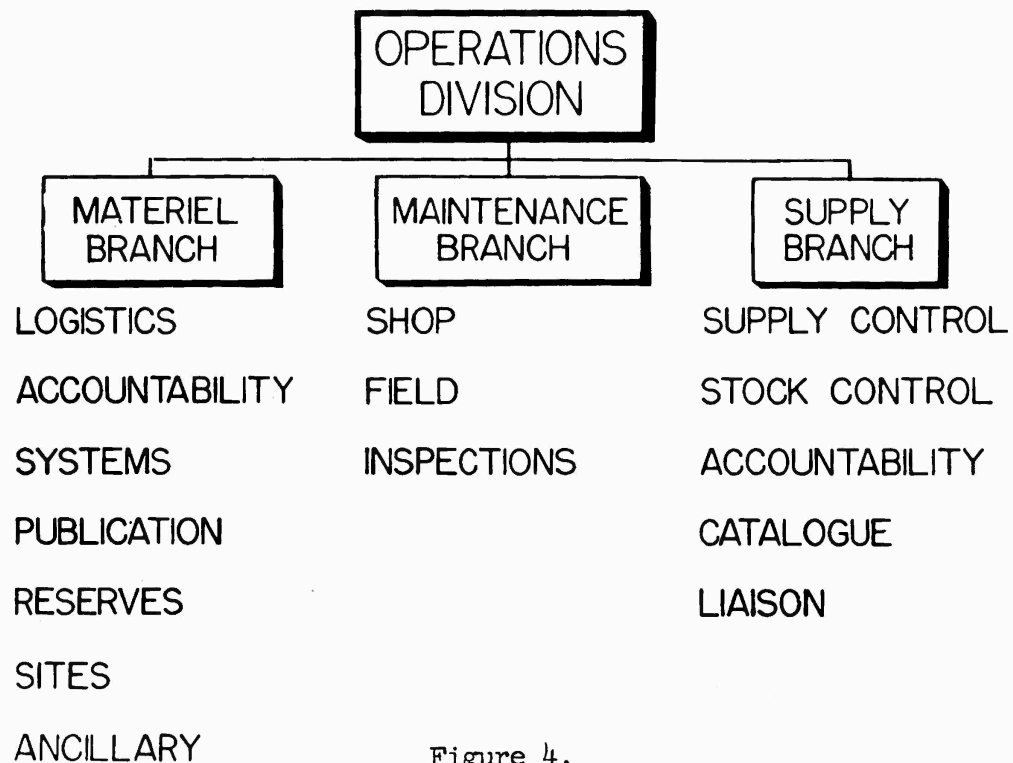 OPERATIONS
DIVISION
MATERIEL
BRANCH
MAINTENANCE
BRANCH
SUPPLY
BRANCH
LOGISTICS
ACCOUNTABILITY
SYSTEMS
PUBLICATION
RESERVES
SITES
ANCILLARY
SHOP
FIELD
INSPECTIONS
SUPPLY CONTROL
STOCK CONTROL
ACCOUNTABILITY
CATALOGUE
LIAISON
Figure 4.